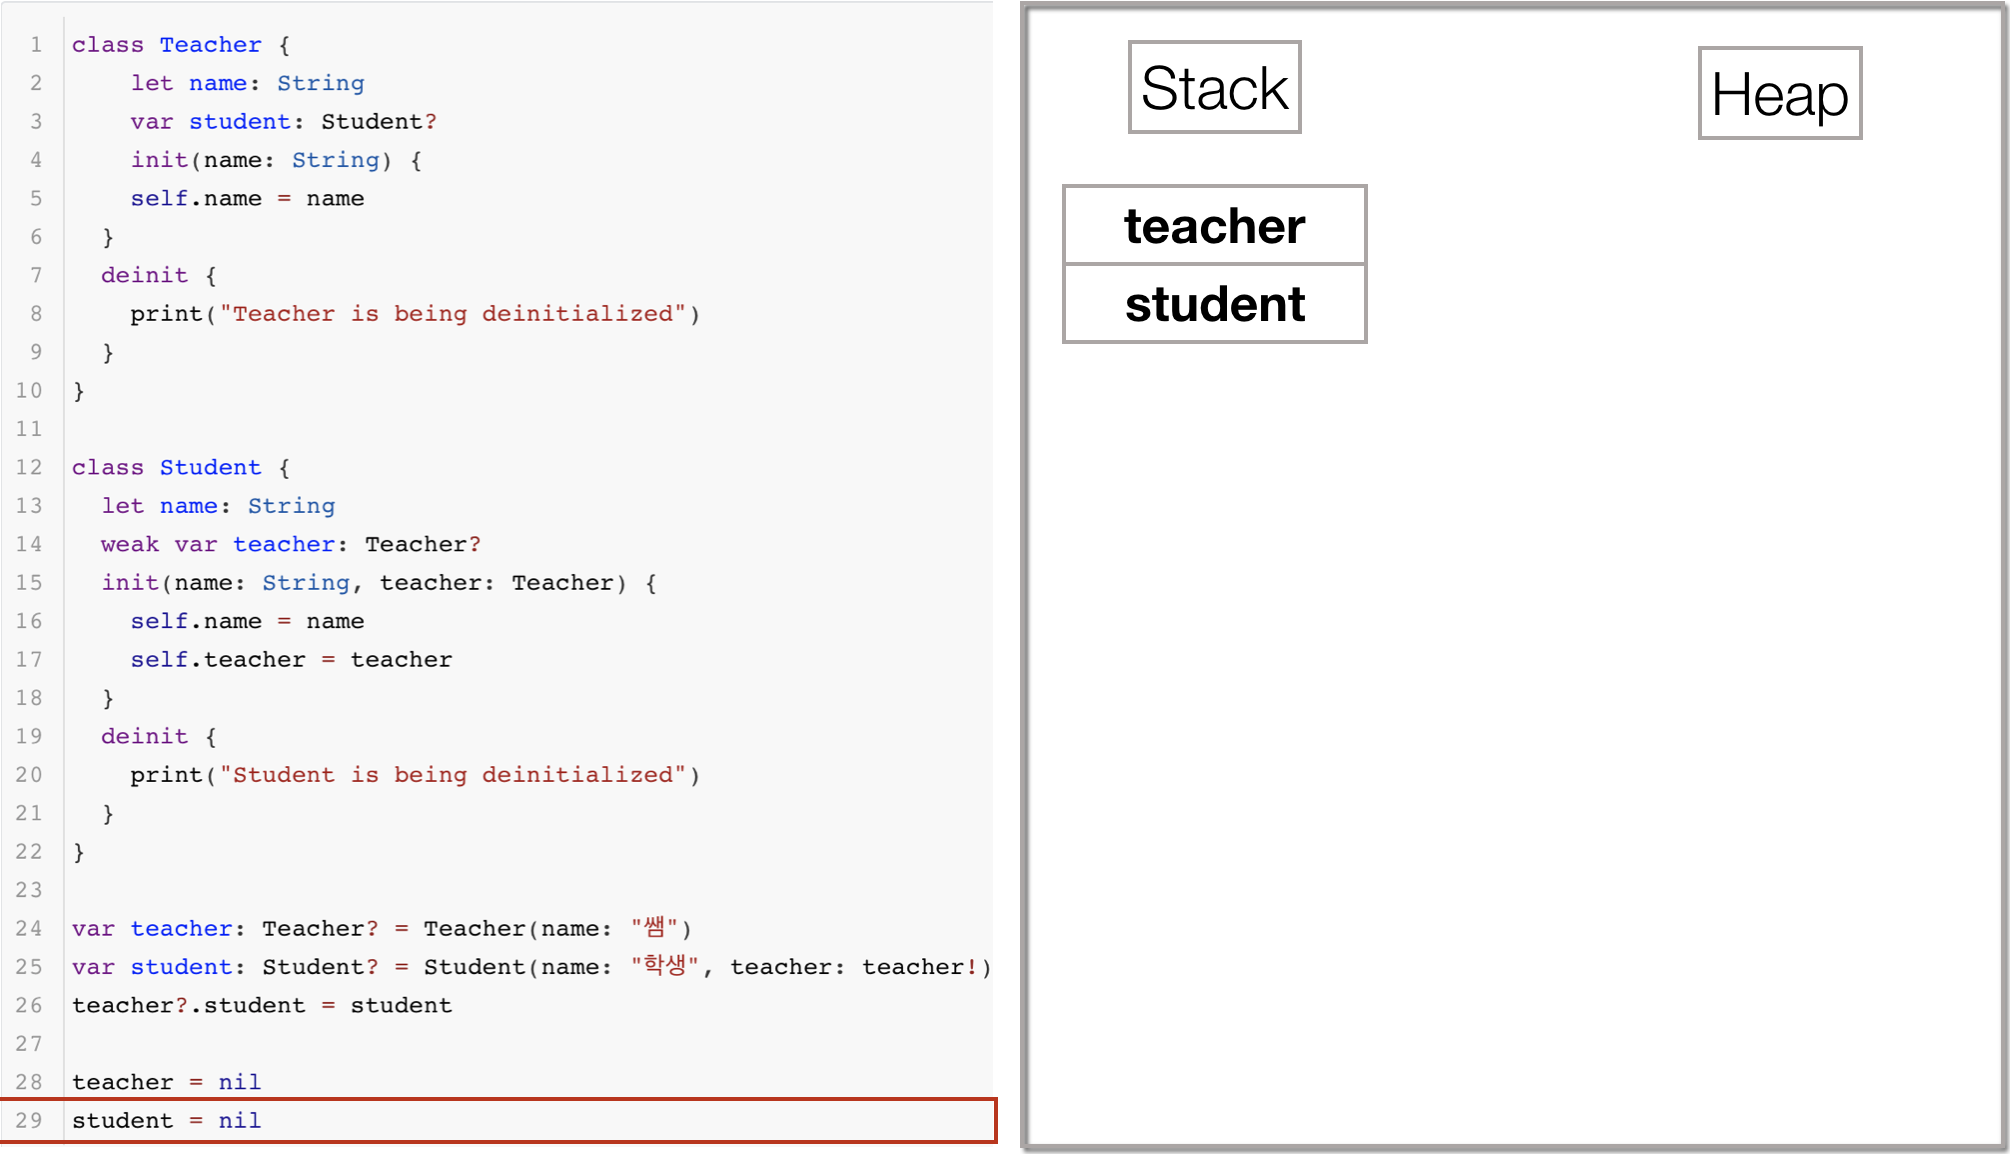 1 class Teacher {
2     let name: String
3     var student: Student?
4     init(name: String) {
5     self.name = name
6   }
7   deinit {
8     print("Teacher is being deinitialized")
9   }
10 }
11
12 class Student {
13   let name: String
14   weak var teacher: Teacher?
15   init(name: String, teacher: Teacher) {
16     self.name = name
17     self.teacher = teacher
18   }
19   deinit {
20     print("Student is being deinitialized")
21   }
22 }
23
24 var teacher: Teacher? = Teacher(name: "쌤")
25 var student: Student? = Student(name: "학생", teacher: teacher!)
26 teacher?.student = student
27
28 teacher = nil
29 student = nil
Stack
Heap
teacher
student